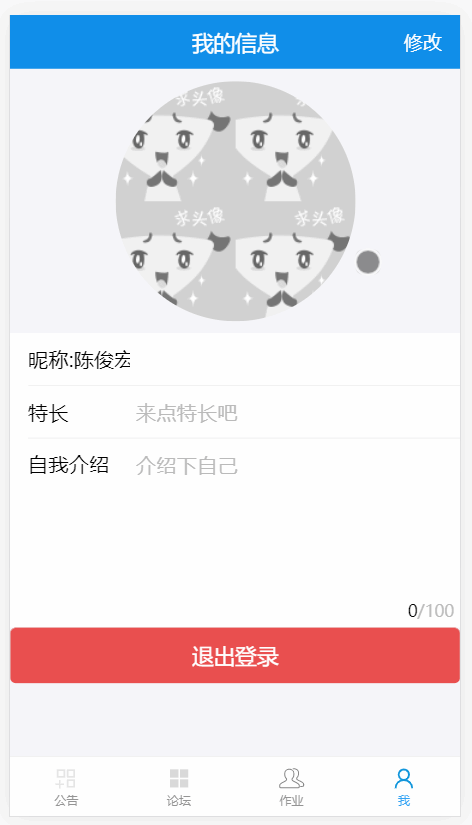 我的信息 修改
求头像
求头像 求头像
昵称:陈俊宏
特长 来点特长吧
自我介绍 介绍下自己
0/100
退出登录
公告 论坛 作业 我